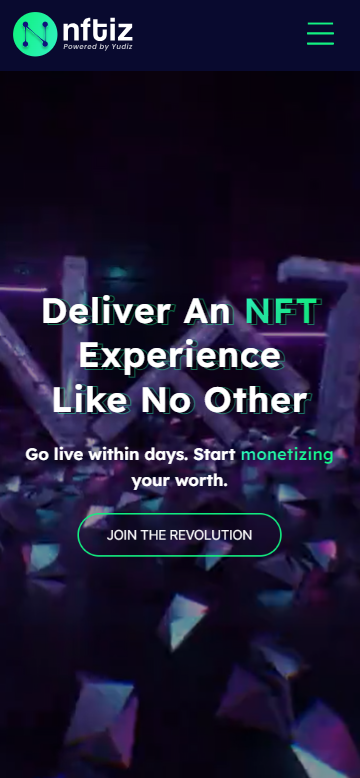 nftiz
Powered by Yudiz
Deliver An NFT
Experience
Like No Other
Go live within days. Start monetizing
your worth.
JOIN THE REVOLUTION